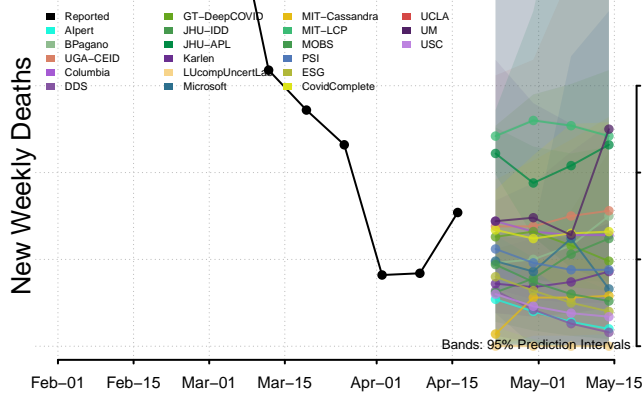 Reported GT−DeepCOVID MIT−Cassandra UCLA
Alpert JHU−IDD MIT−LCP UM
BPagano JHU−APL MOBS USC
UGA−CEID Karlen PSI
Columbia LUcompUncertLab ESG
DDS Microsoft CovidComplete
New Weekly Deaths
Bands: 95% Prediction Intervals
Feb−01 Feb−15 Mar−01 Mar−15 Apr−01 Apr−15 May−01 May−15